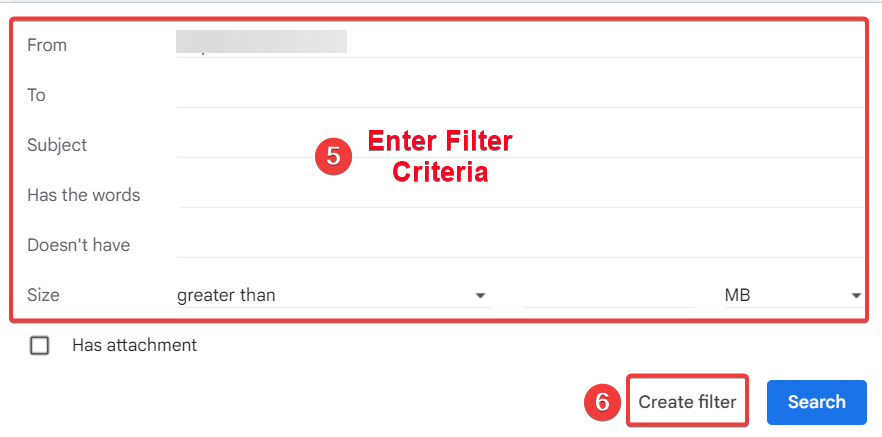 From
To
Subject
5 Enter Filter
Criteria
Has the words
Doesn't have
Size greater than MB
Has attachment
6 Create filter Search